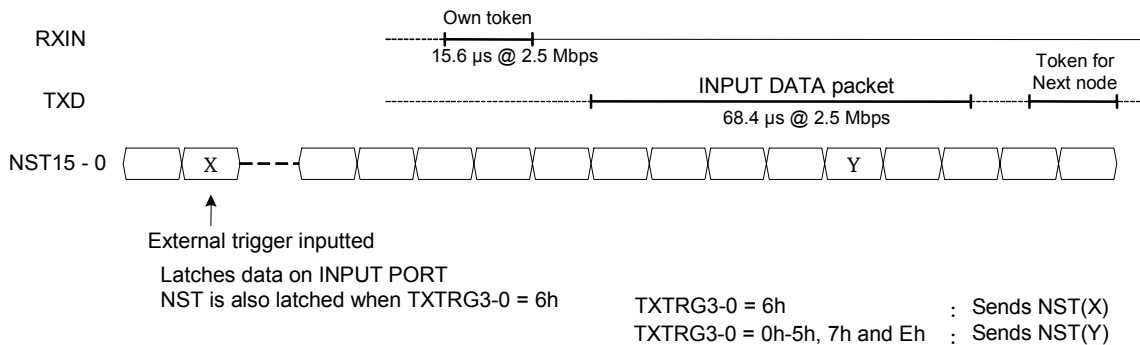 Own token
RXIN
15.6 µs @ 2.5 Mbps
Token for
Next node
INPUT DATA packet
TXD
68.4 µs @ 2.5 Mbps
NST15 - 0
X
Y
External trigger inputted
Latches data on INPUT PORT
NST is also latched when TXTRG3-0 = 6h
TXTRG3-0 = 6h : Sends NST(X)
TXTRG3-0 = 0h-5h, 7h and Eh : Sends NST(Y)